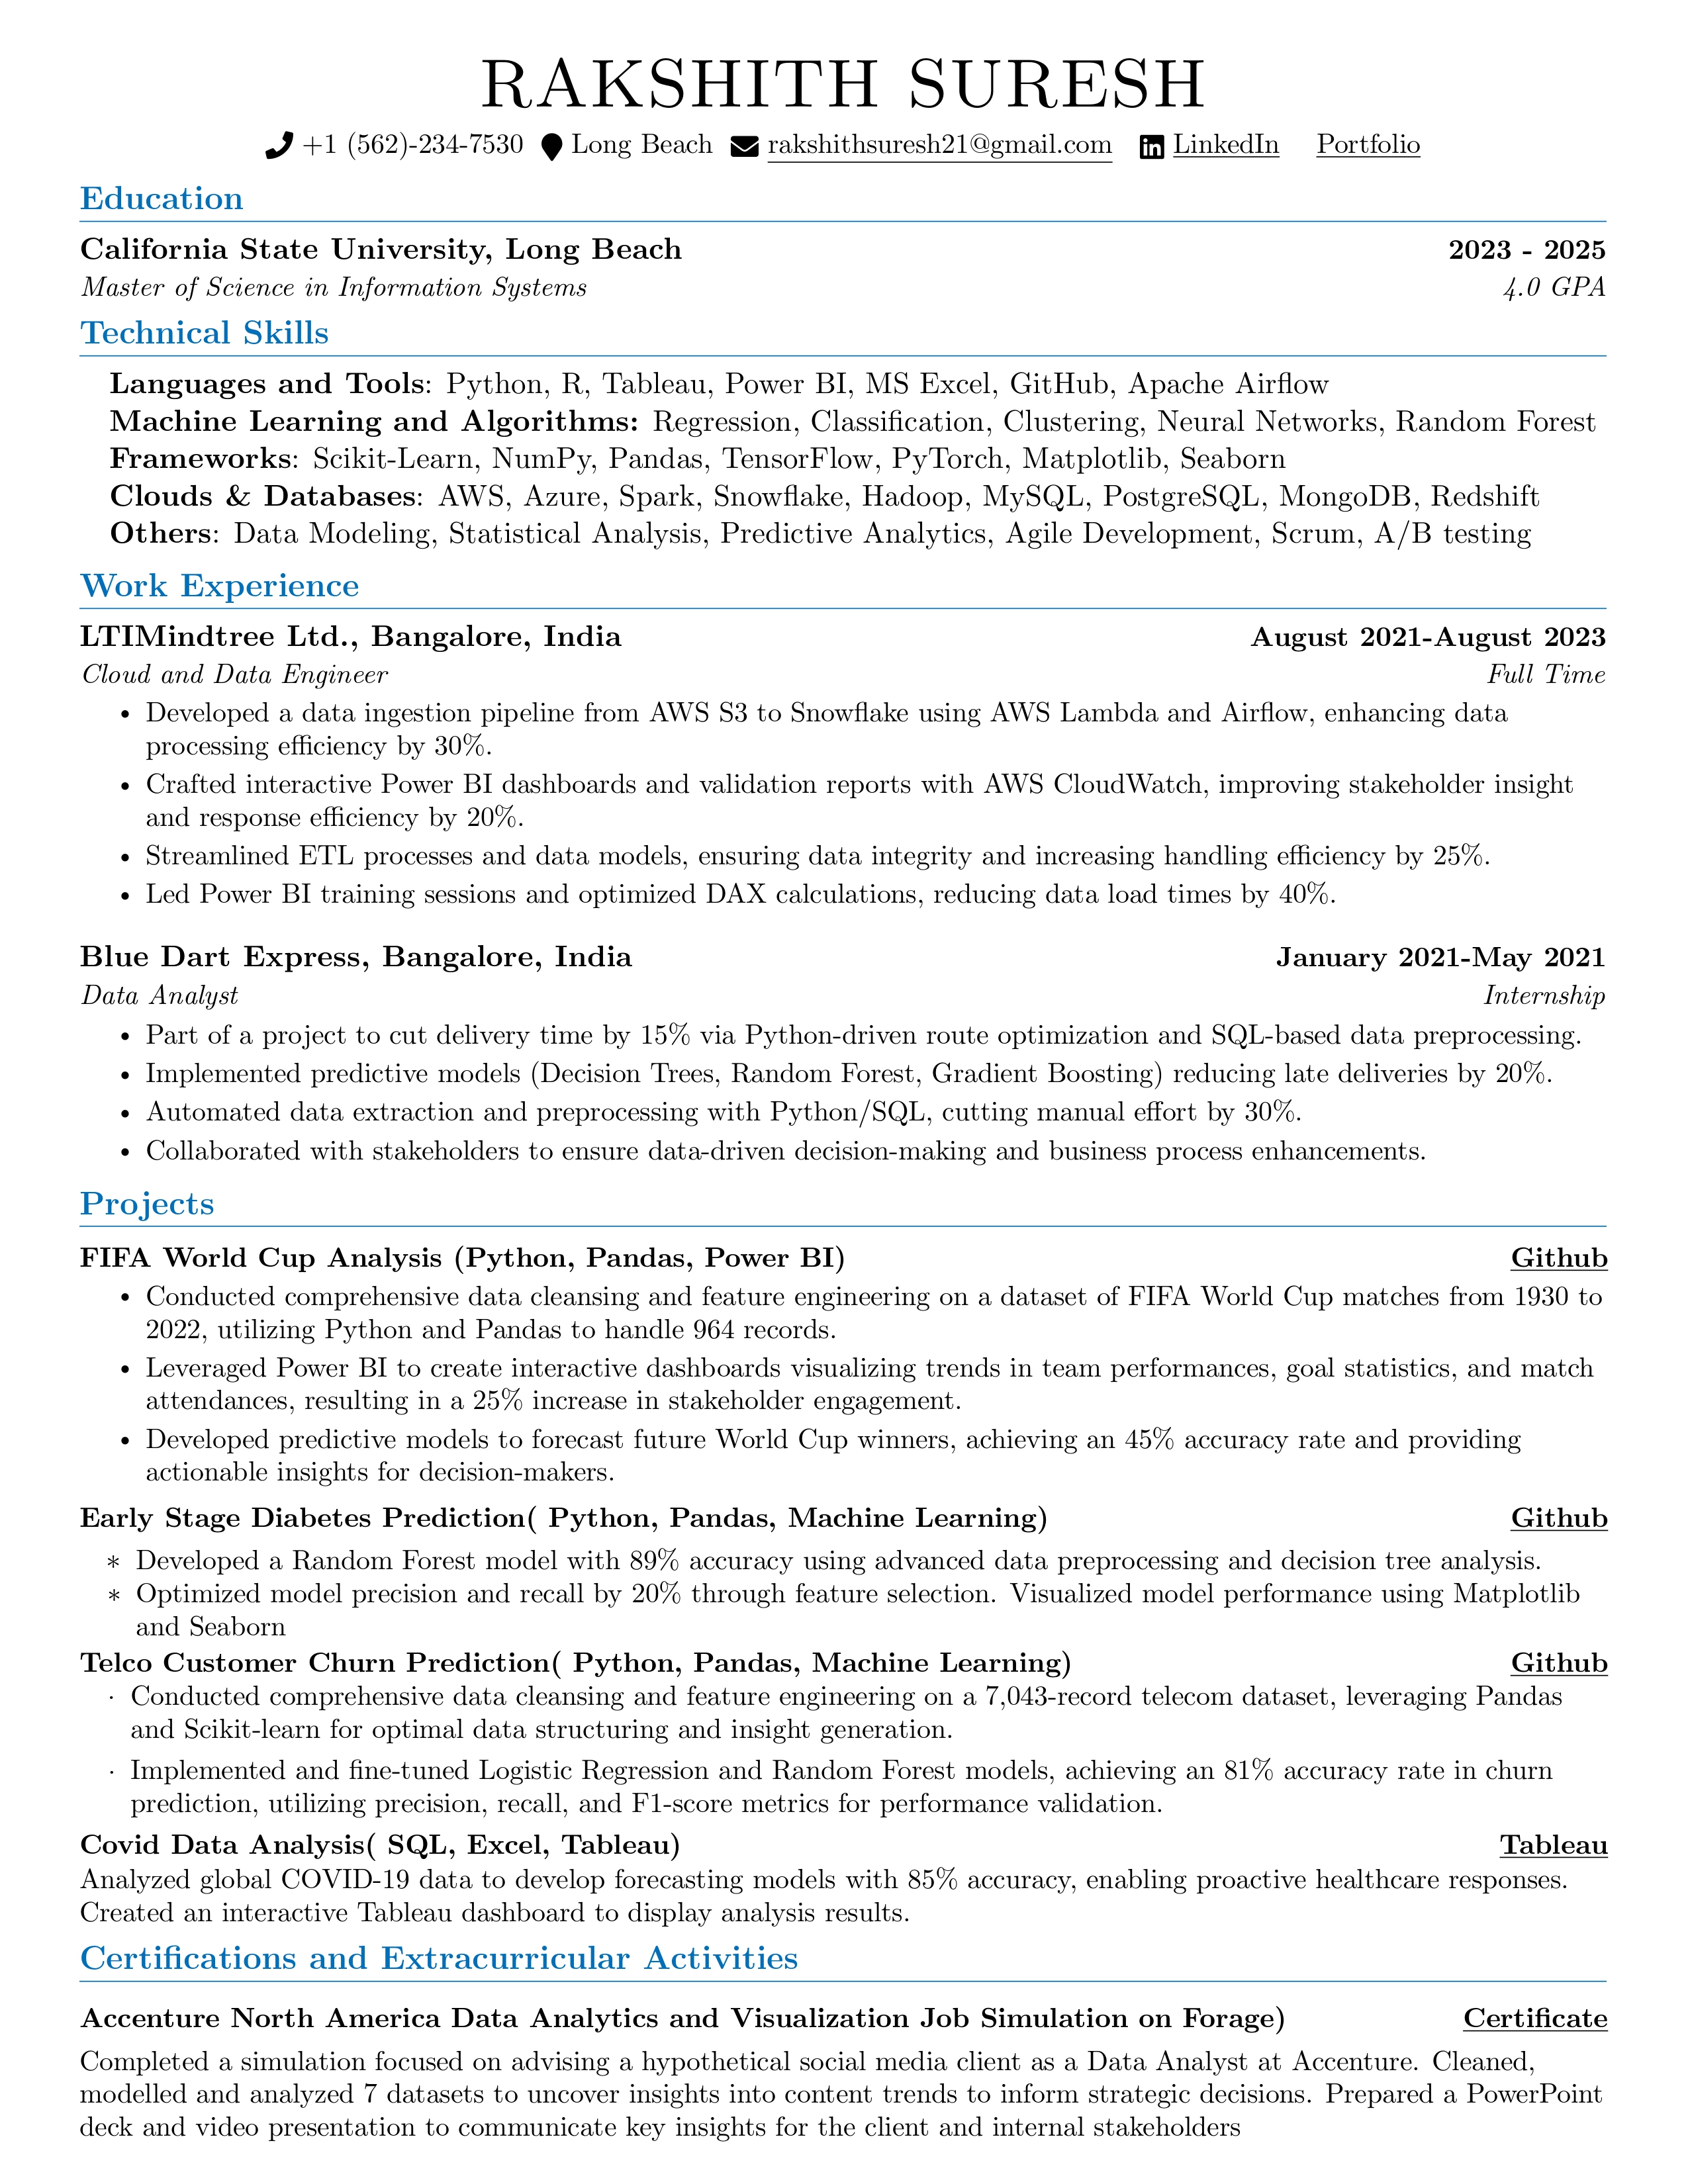 RAKSHITH SURESH
+1 (562)-234-7530 Long Beach rakshithsuresh21@gmail.com LinkedIn Portfolio
Education
California State University, Long Beach 2023 - 2025
Master of Science in Information Systems 4.0 GPA
Technical Skills
Languages and Tools: Python, R, Tableau, Power BI, MS Excel, GitHub, Apache Airflow
Machine Learning and Algorithms: Regression, Classification, Clustering, Neural Networks, Random Forest
Frameworks: Scikit-Learn, NumPy, Pandas, TensorFlow, PyTorch, Matplotlib, Seaborn
Clouds & Databases: AWS, Azure, Spark, Snowflake, Hadoop, MySQL, PostgreSQL, MongoDB, Redshift
Others: Data Modeling, Statistical Analysis, Predictive Analytics, Agile Development, Scrum, A/B testing
Work Experience
LTIMindtree Ltd., Bangalore, India August 2021-August 2023
Cloud and Data Engineer Full Time
• Developed a data ingestion pipeline from AWS S3 to Snowflake using AWS Lambda and Airflow, enhancing data
processing efficiency by 30%.
• Crafted interactive Power BI dashboards and validation reports with AWS CloudWatch, improving stakeholder insight
and response efficiency by 20%.
• Streamlined ETL processes and data models, ensuring data integrity and increasing handling efficiency by 25%.
• Led Power BI training sessions and optimized DAX calculations, reducing data load times by 40%.
Blue Dart Express, Bangalore, India January 2021-May 2021
Data Analyst Internship
• Part of a project to cut delivery time by 15% via Python-driven route optimization and SQL-based data preprocessing.
• Implemented predictive models (Decision Trees, Random Forest, Gradient Boosting) reducing late deliveries by 20%.
• Automated data extraction and preprocessing with Python/SQL, cutting manual effort by 30%.
• Collaborated with stakeholders to ensure data-driven decision-making and business process enhancements.
Projects
FIFA World Cup Analysis (Python, Pandas, Power BI) Github
• Conducted comprehensive data cleansing and feature engineering on a dataset of FIFA World Cup matches from 1930 to
2022, utilizing Python and Pandas to handle 964 records.
• Leveraged Power BI to create interactive dashboards visualizing trends in team performances, goal statistics, and match
attendances, resulting in a 25% increase in stakeholder engagement.
• Developed predictive models to forecast future World Cup winners, achieving an 45% accuracy rate and providing
actionable insights for decision-makers.
Early Stage Diabetes Prediction( Python, Pandas, Machine Learning) Github
* Developed a Random Forest model with 89% accuracy using advanced data preprocessing and decision tree analysis.
* Optimized model precision and recall by 20% through feature selection. Visualized model performance using Matplotlib
and Seaborn
Telco Customer Churn Prediction( Python, Pandas, Machine Learning) Github
· Conducted comprehensive data cleansing and feature engineering on a 7,043-record telecom dataset, leveraging Pandas
and Scikit-learn for optimal data structuring and insight generation.
· Implemented and fine-tuned Logistic Regression and Random Forest models, achieving an 81% accuracy rate in churn
prediction, utilizing precision, recall, and F1-score metrics for performance validation.
Covid Data Analysis( SQL, Excel, Tableau) Tableau
Analyzed global COVID-19 data to develop forecasting models with 85% accuracy, enabling proactive healthcare responses.
Created an interactive Tableau dashboard to display analysis results.
Certifications and Extracurricular Activities
Accenture North America Data Analytics and Visualization Job Simulation on Forage) Certificate
Completed a simulation focused on advising a hypothetical social media client as a Data Analyst at Accenture. Cleaned,
modelled and analyzed 7 datasets to uncover insights into content trends to inform strategic decisions. Prepared a PowerPoint
deck and video presentation to communicate key insights for the client and internal stakeholders